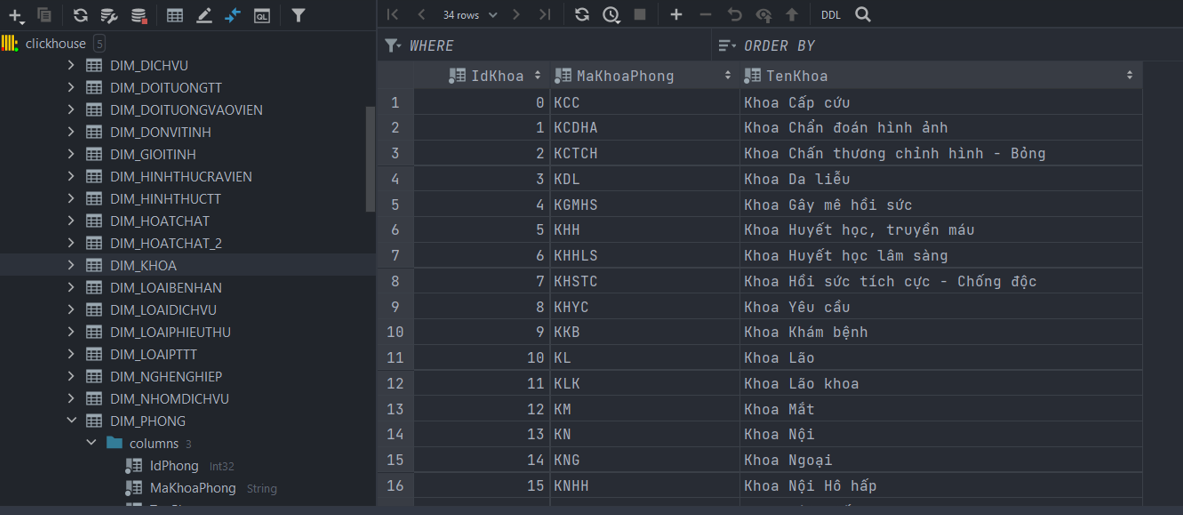 34 rows
DDL
clickhouse 5
WHERE
ORDER BY
DIM_DICHVU
DIM_DOITUONGTT
DIM_DOITUONGVAOVIEN
DIM_DONVITINH
DIM_GIOITINH
DIM_HINHTHUCRAVIEN
DIM_HINHTHUCTT
DIM_HOATCHAT
DIM_HOATCHAT_2
DIM_KHOA
DIM_LOAIBENHAN
DIM_LOAIDICHVU
DIM_LOAIPHIEUTHU
DIM_LOAIPTTT
DIM_NGHENGHIEP
DIM_NHOMDICHVU
DIM_PHONG
columns 3
IdPhong Int32
MaKhoaPhong String
IdKhoa MaKhoaPhong TenKhoa
1 0 KCC Khoa Cấp cứu
2 1 KCDHA Khoa Chẩn đoán hình ảnh
3 2 KCTCH Khoa Chấn thương chỉnh hình - Bỏng
4 3 KDL Khoa Da liễu
5 4 KGMHS Khoa Gây mê hồi sức
6 5 KHH Khoa Huyết học, truyền máu
7 6 KHHLS Khoa Huyết học lâm sàng
8 7 KHSTC Khoa Hồi sức tích cực - Chống độc
9 8 KHYC Khoa Yêu cầu
10 9 KKB Khoa Khám bệnh
11 10 KL Khoa Lão
12 11 KLK Khoa Lão khoa
13 12 KM Khoa Mắt
14 13 KN Khoa Nội
15 14 KNG Khoa Ngoại
16 15 KNHH Khoa Nội Hô hấp